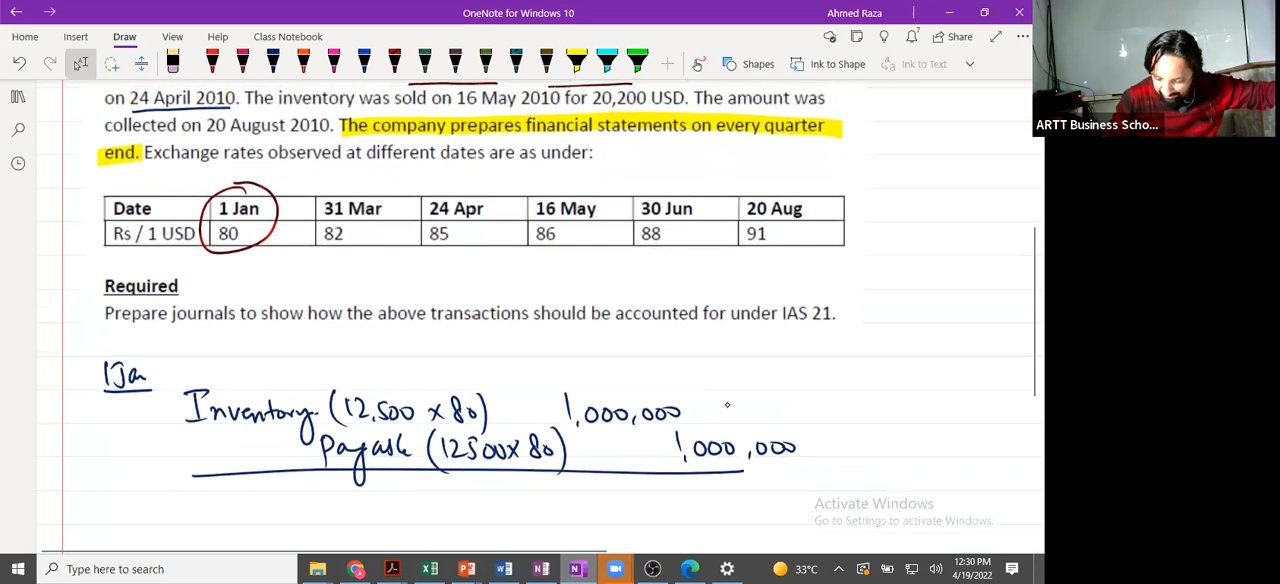 OneNote for Windows 10
Ahmed Raza
Home Insert Draw View Help Class Notebook
Share
Shapes Ink to Shape Ink to Text
on 24 April 2010. The inventory was sold on 16 May 2010 for 20,200 USD. The amount was
collected on 20 August 2010. The company prepares financial statements on every quarter
end. Exchange rates observed at different dates are as under:
Date 1 Jan 31 Mar 24 Apr 16 May 30 Jun 20 Aug
Rs / 1 USD 80 82 85 86 88 91
Required
Prepare journals to show how the above transactions should be accounted for under IAS 21.
1 Jan
Inventory (12,500 x 80) 1,000,000
Payable (12500 x 80) 1,000,000
Activate Windows
Go to Settings to activate Windows.
Type here to search
33°C
12:30 PM
4/19/2022
ARTT Business Scho...